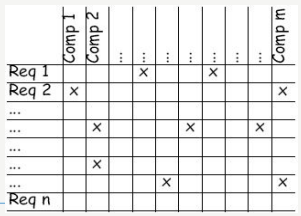 Comp 1 Comp 2 ... ... ... ... ... ... ... Comp m
Req 1 x x
Req 2 x x
...
... x x x
...
... x
... x x
Req n